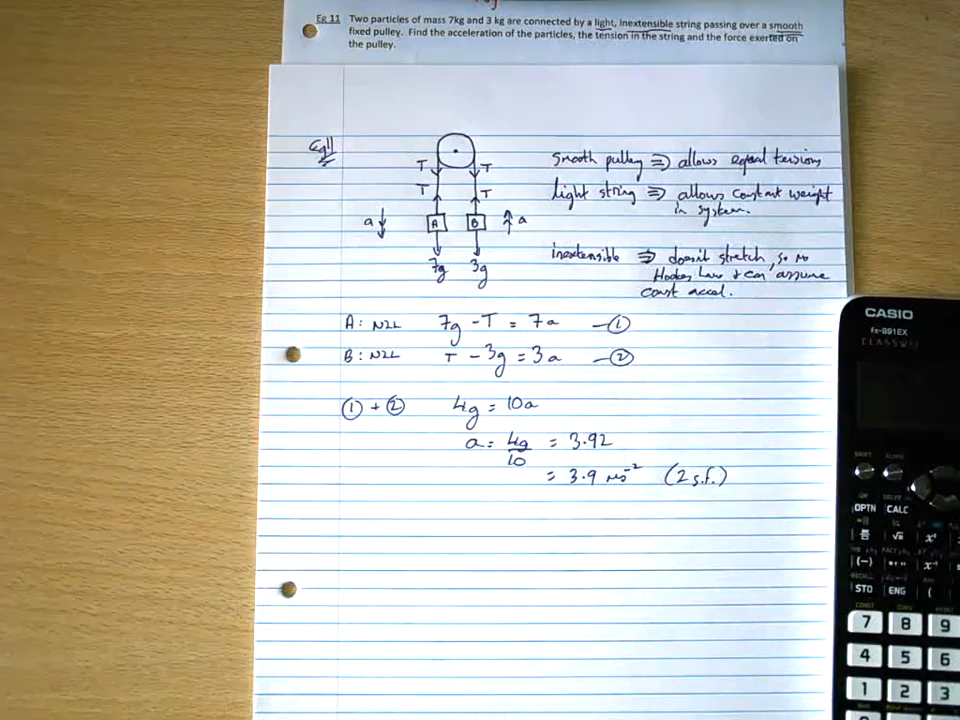 Eg 11 Two particles of mass 7kg and 3 kg are connected by a light, inextensible string passing over a smooth
fixed pulley. Find the acceleration of the particles, the tension in the string and the force exerted on
the pulley.
Eg 11
smooth pulley ⇒ allows equal tensions
light string ⇒ allows constant weight
in system.
inextensible ⇒ doesn't stretch, so no
Hookes Law & can assume
const accel.
T T
T T
a A B a
7g 3g
A: N2L 7g - T = 7a —①
B: N2L T - 3g = 3a —②
① + ② 4g = 10a
a = 4g/10 = 3.92
= 3.9 ms⁻² (2 s.f.)
CASIO
fx-991EX
CLASSWIZ
SHIFT ALPHA
OPTN CALC
STO ENG (
7 8 9
4 5 6
1 2 3